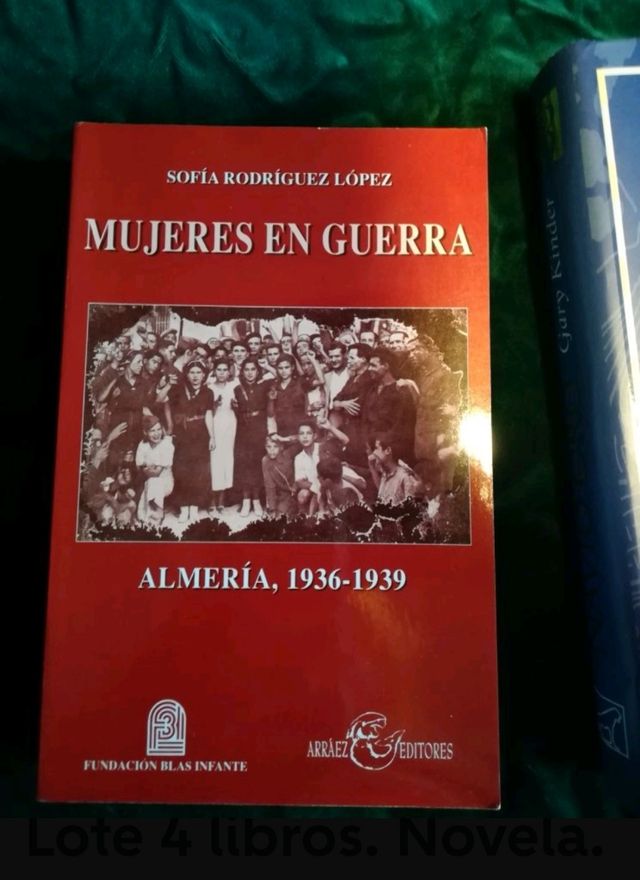 SOFÍA RODRÍGUEZ LÓPEZ
MUJERES EN GUERRA
ALMERÍA, 1936-1939
FUNDACIÓN BLAS INFANTE
ARRÁEZ EDITORES
Gary Kinder
Lote 4 libros. Novela.